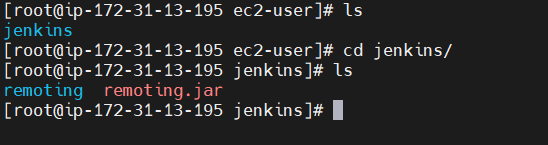 [root@ip-172-31-13-195 ec2-user]# ls
jenkins
[root@ip-172-31-13-195 ec2-user]# cd jenkins/
[root@ip-172-31-13-195 jenkins]# ls
remoting  remoting.jar
[root@ip-172-31-13-195 jenkins]#